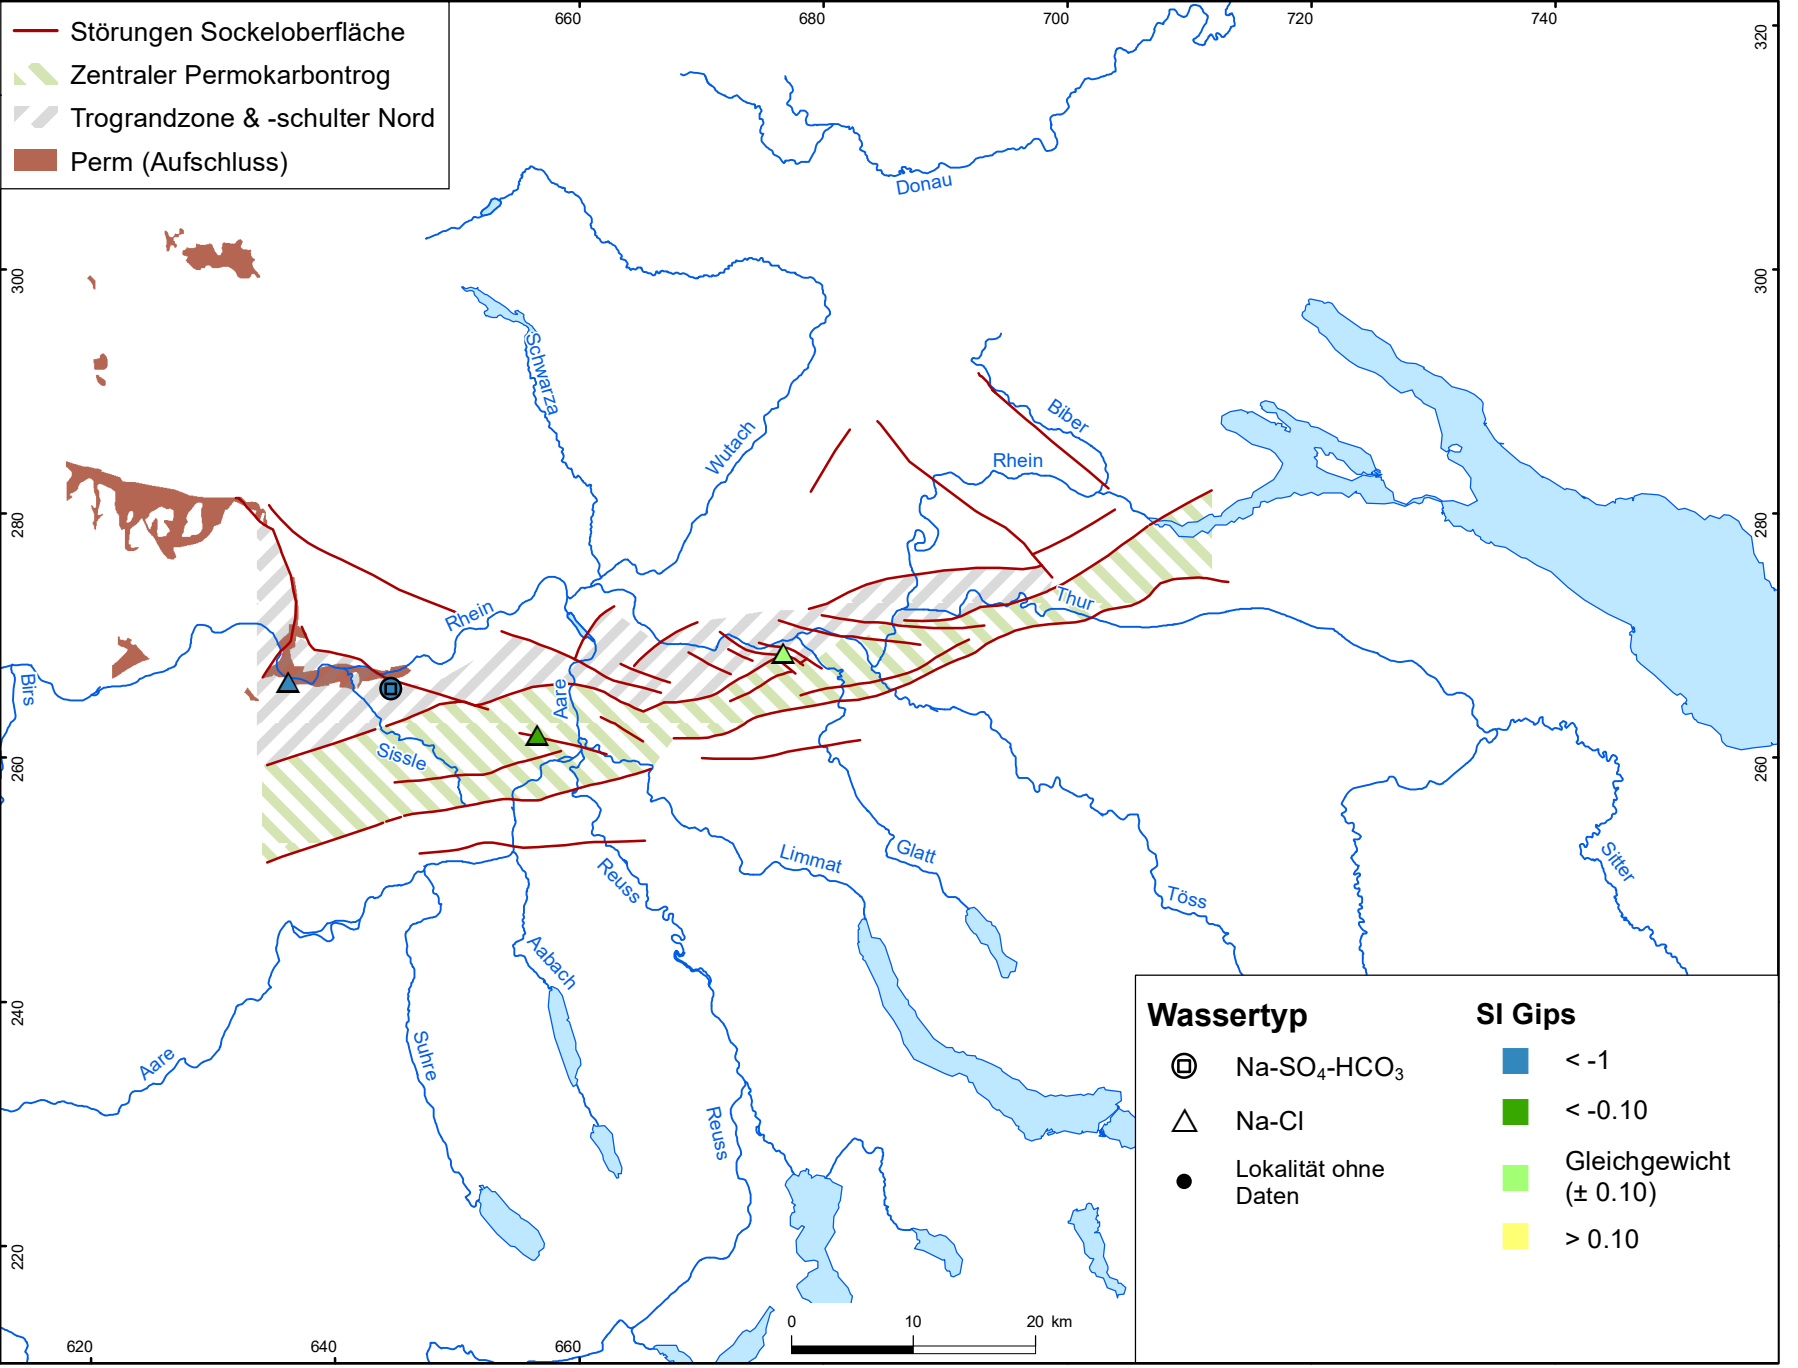 660
680
700
720
740
320
Störungen Sockeloberfläche
Zentraler Permokarbontrog
Trograndzone & -schulter Nord
Perm (Aufschluss)
Donau
300
300
Schwarza
Wutach
Biber
Rhein
280
280
Rhein
Thur
Birs
Aare
Sissle
260
260
Limmat
Glatt
Reuss
Töss
Sitter
Aabach
240
Aare
Suhre
Reuss
Wassertyp
SI Gips
Na-SO₄-HCO₃
< -1
Na-Cl
< -0.10
Lokalität ohne
Daten
Gleichgewicht
(± 0.10)
> 0.10
220
0 10 20 km
620
640
660